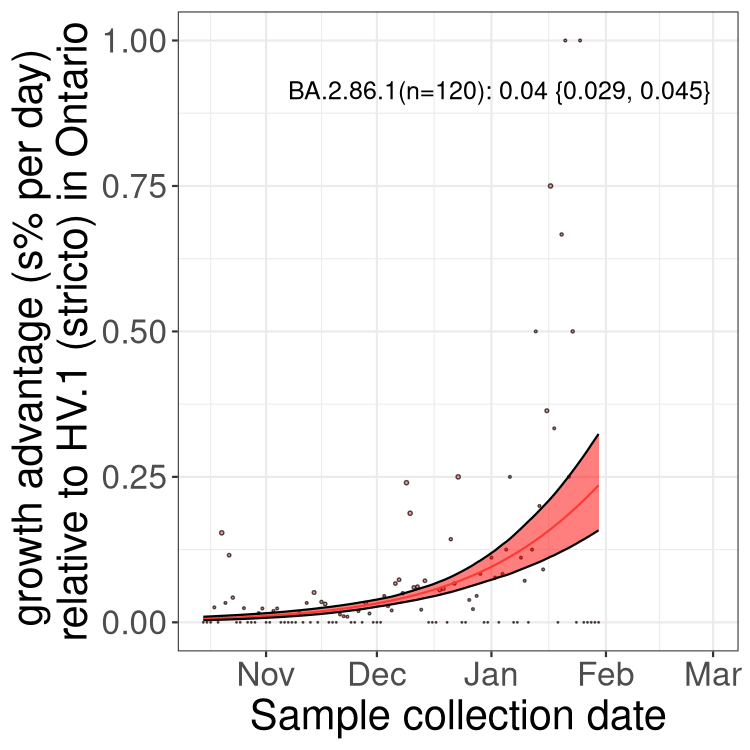 growth advantage (s% per day)
relative to HV.1 (stricto) in Ontario
1.00
0.75
0.50
0.25
0.00
BA.2.86.1(n=120): 0.04 {0.029, 0.045}
Nov Dec Jan Feb Mar
Sample collection date